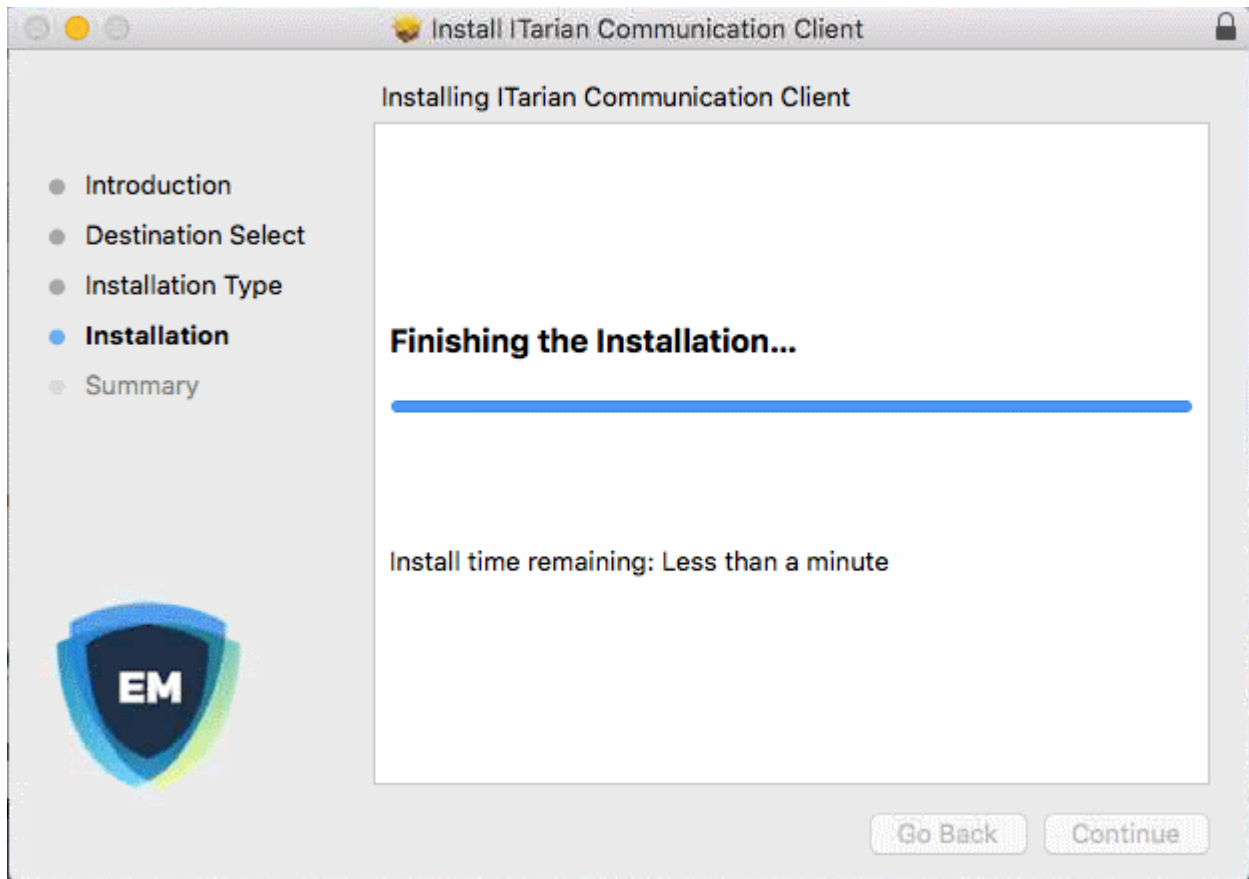 Install ITarian Communication Client
Installing ITarian Communication Client
Introduction
Destination Select
Installation Type
Installation
Summary
Finishing the Installation...
Install time remaining: Less than a minute
EM
Go Back
Continue